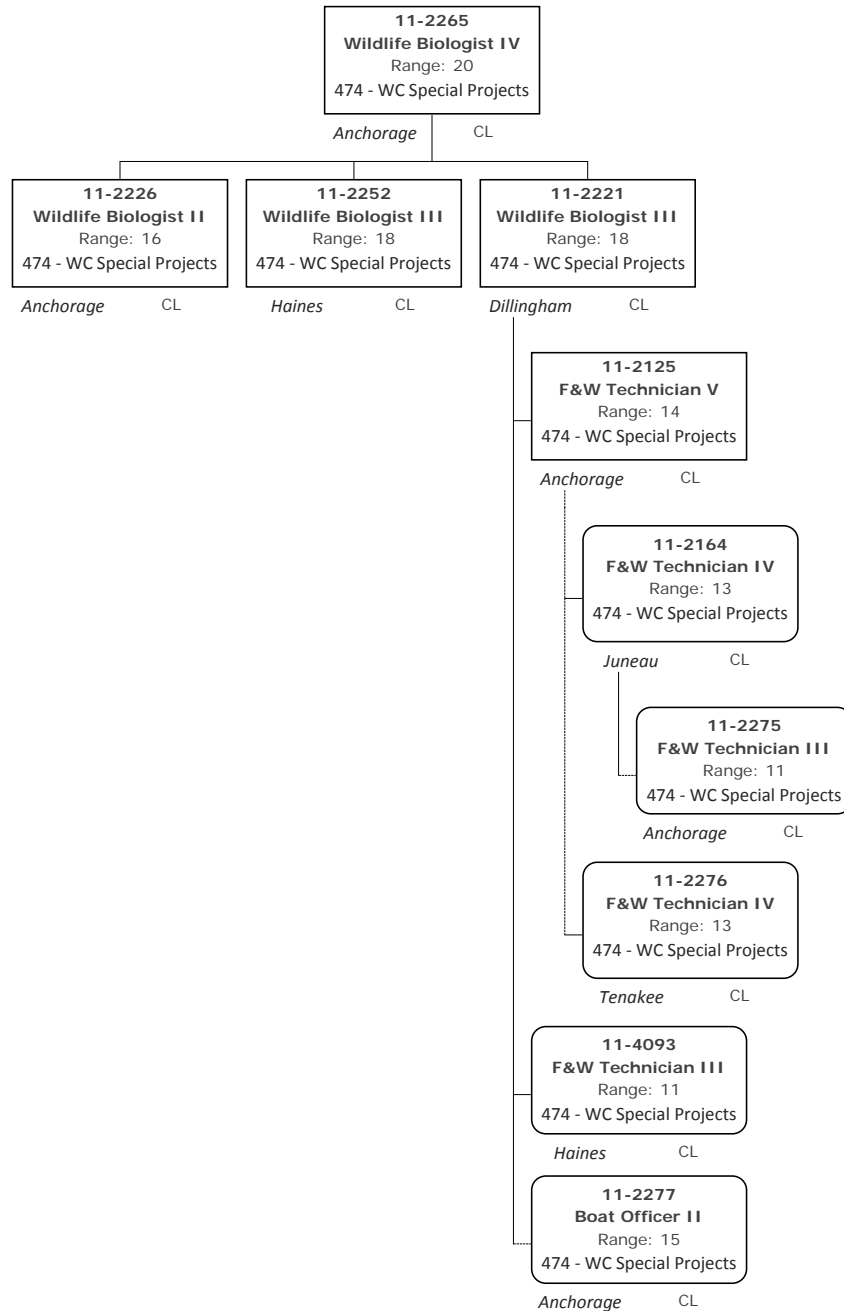 11-2265
Wildlife Biologist IV
Range: 20
474 - WC Special Projects
Anchorage CL
11-2226
Wildlife Biologist II
Range: 16
474 - WC Special Projects
Anchorage CL
11-2252
Wildlife Biologist III
Range: 18
474 - WC Special Projects
Haines CL
11-2221
Wildlife Biologist III
Range: 18
474 - WC Special Projects
Dillingham CL
11-2125
F&W Technician V
Range: 14
474 - WC Special Projects
Anchorage CL
11-2164
F&W Technician IV
Range: 13
474 - WC Special Projects
Juneau CL
11-2275
F&W Technician III
Range: 11
474 - WC Special Projects
Anchorage CL
11-2276
F&W Technician IV
Range: 13
474 - WC Special Projects
Tenakee CL
11-4093
F&W Technician III
Range: 11
474 - WC Special Projects
Haines CL
11-2277
Boat Officer II
Range: 15
474 - WC Special Projects
Anchorage CL